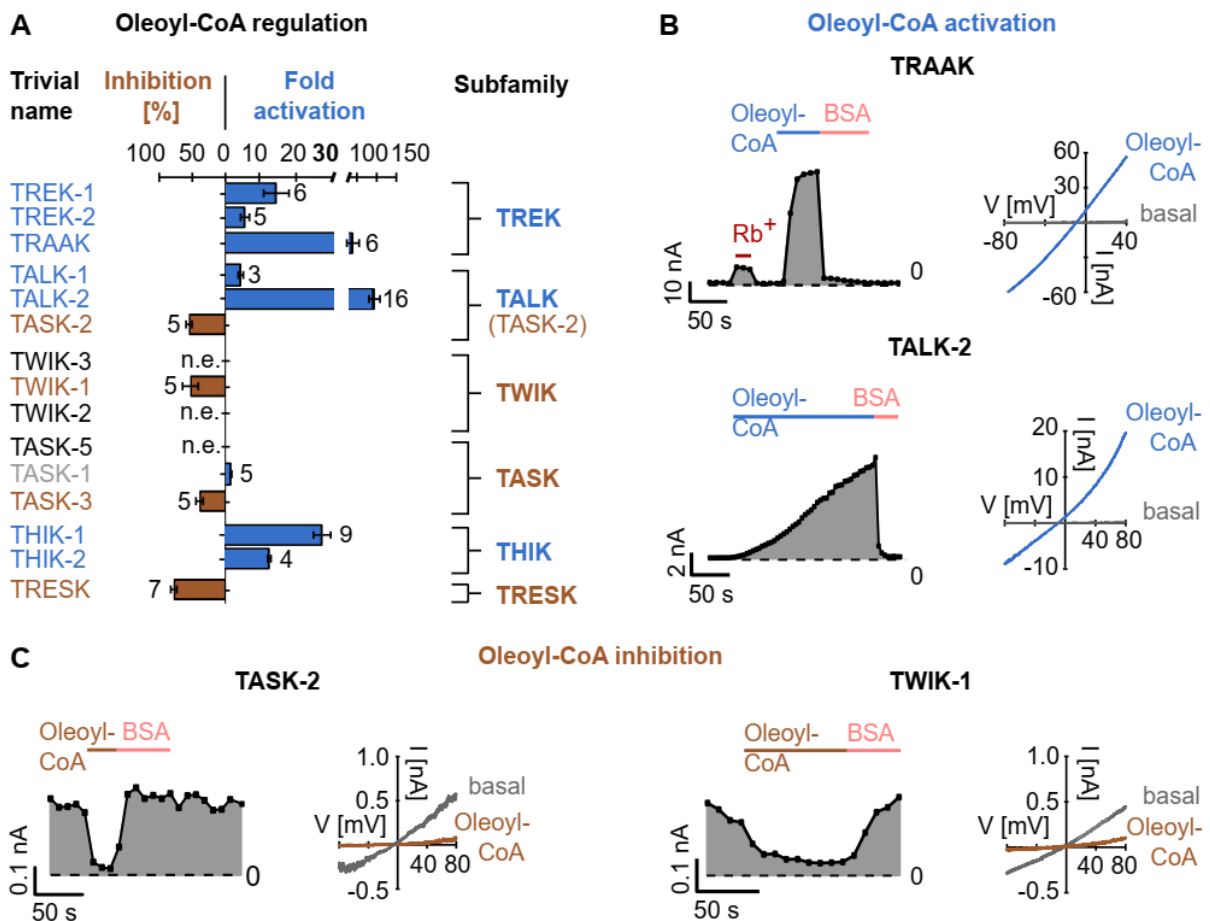 A
Oleoyl-CoA regulation
Trivial name
Inhibition [%]
Fold activation
Subfamily
100 50 0 10 20 30 100 150
TREK-1 6
TREK-2 5
TREK
TRAAK 6
TALK-1 3
TALK-2 16
TALK
TASK-2 5
(TASK-2)
TWIK-3 n.e.
TWIK-1 5
TWIK
TWIK-2 n.e.
TASK-5 n.e.
TASK-1 5
TASK
TASK-3 5
THIK-1 9
THIK
THIK-2 4
TRESK 7
TRESK
B
Oleoyl-CoA activation
TRAAK
Oleoyl-CoA
BSA
Rb+
0
10 nA
50 s
60
30
Oleoyl-CoA
V [mV]
basal
-80
40
I [nA]
-60
TALK-2
Oleoyl-CoA
BSA
0
2 nA
50 s
20
10
I [nA]
Oleoyl-CoA
V [mV]
basal
40 80
-10
C
Oleoyl-CoA inhibition
TASK-2
Oleoyl-CoA
BSA
0
0.1 nA
50 s
1.0
I [nA]
0.5
basal
V [mV]
Oleoyl-CoA
40 80
-0.5
TWIK-1
Oleoyl-CoA
BSA
0
0.1 nA
50 s
1.0
I [nA]
0.5
basal
V [mV]
Oleoyl-CoA
40 80
-0.5